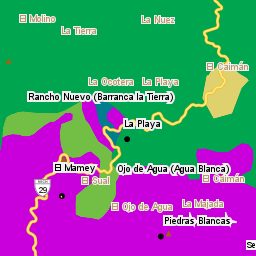 El Molino
La Nuez
La Tierra
El Caimán
La Ocotera
La Playa
Rancho Nuevo (Barranca la Tierra)
La Playa
El Mamey
Ojo de Agua (Agua Blanca)
El Sual
El Caimán
29
La Majada
El Ojo de Agua
Piedras Blancas
Se